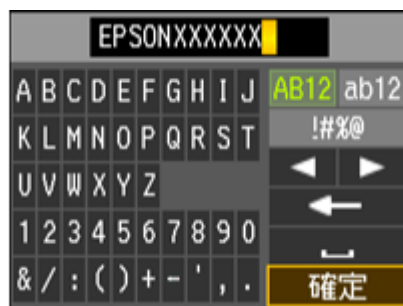 EPSONXXXXXX
A B C D E F G H I J
AB12 ab12
K L M N O P Q R S T
!#%@
U V W X Y Z
1 2 3 4 5 6 7 8 9 0
& / : ( ) + - ' , .
確定